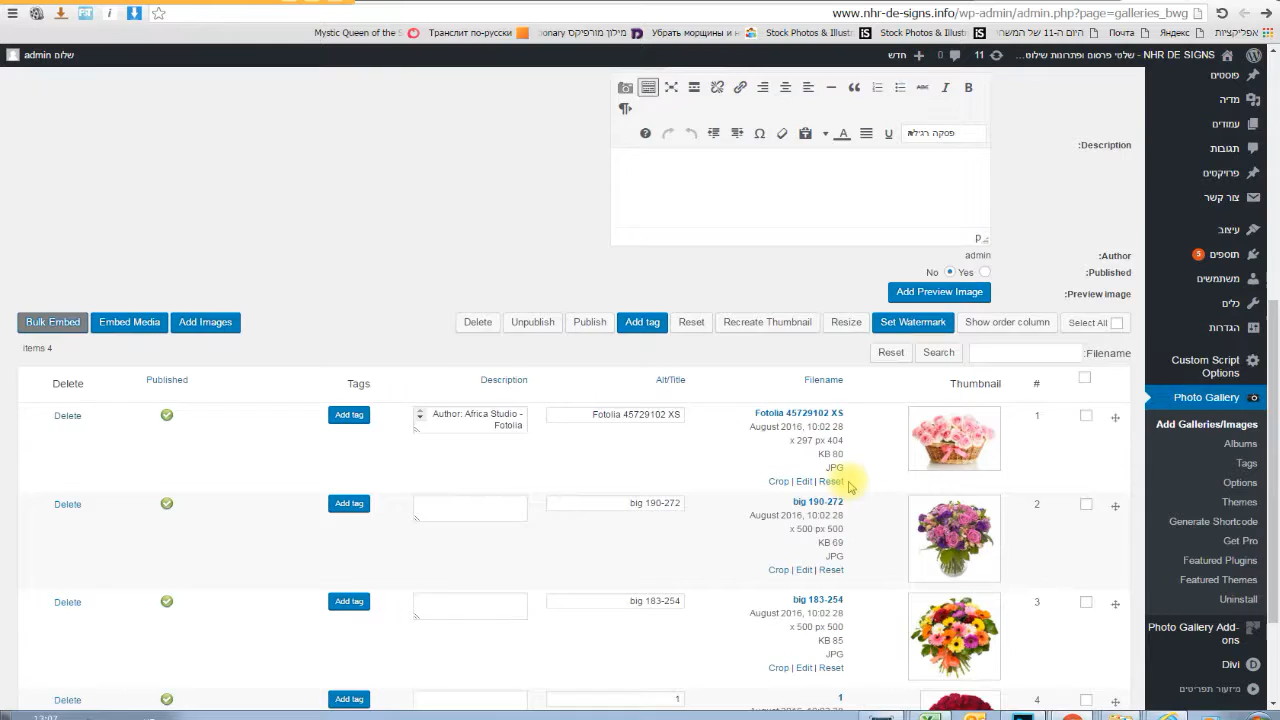 www.nhr-de-signs.info/wp-admin/admin.php?page=galleries_bwg
אפליקציות
Яндекс
Почта
היום ה-11 של המשחי
Stock Photos & Illust
Stock Photos & Illust
Убрать морщины и
מילון מורפיקס
onary
Транслит по-русски
Mystic Queen of the S
NHR DE SIGNS - שלטי פרסום ופתרונות שילוט...
11
0
חדש
שלום admin
פוסטים
מדיה
עמודים
תגובות
פרויקטים
צור קשר
עיצוב
תוספים 5
משתמשים
כלים
הגדרות
Custom Script Options
Photo Gallery
Add Galleries/Images
Albums
Tags
Options
Themes
Generate Shortcode
Get Pro
Featured Plugins
Featured Themes
Uninstall
Photo Gallery Add-ons
Divi
מיזעור תפריטים
פסקה רגילה
:Description
p
:Author
admin
:Published
No Yes
:Preview image
Add Preview Image
Bulk Embed Embed Media Add Images
Delete Unpublish Publish Add tag Reset Recreate Thumbnail Resize Set Watermark Show order column Select All
items 4
Reset Search :Filename
Delete Published Tags Description Alt/Title Filename Thumbnail #
Delete Add tag Author: Africa Studio - Fotolia Fotolia 45729102 XS Fotolia 45729102 XS 1
August 2016, 10:02 28
x 297 px 404
KB 80
JPG
Crop | Edit | Reset
Delete Add tag big 190-272 big 190-272 2
August 2016, 10:02 28
x 500 px 500
KB 69
JPG
Crop | Edit | Reset
Delete Add tag big 183-254 big 183-254 3
August 2016, 10:02 28
x 500 px 500
KB 85
JPG
Crop | Edit | Reset
Delete Add tag 1 1 4
13:07